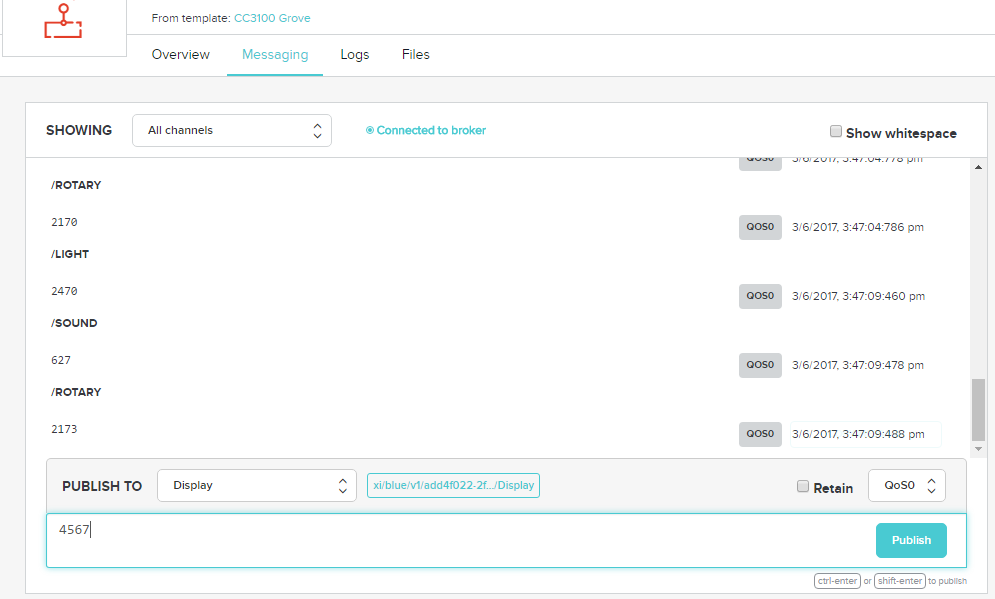 From template: CC3100 Grove
Overview Messaging Logs Files
SHOWING All channels Connected to broker Show whitespace
QOS0 3/6/2017, 3:47:04:778 pm
/ROTARY
2170 QOS0 3/6/2017, 3:47:04:786 pm
/LIGHT
2470 QOS0 3/6/2017, 3:47:09:460 pm
/SOUND
627 QOS0 3/6/2017, 3:47:09:478 pm
/ROTARY
2173 QOS0 3/6/2017, 3:47:09:488 pm
PUBLISH TO Display xi/blue/v1/add4f022-2f.../Display Retain QoS0
4567 Publish
ctrl-enter or shift-enter to publish